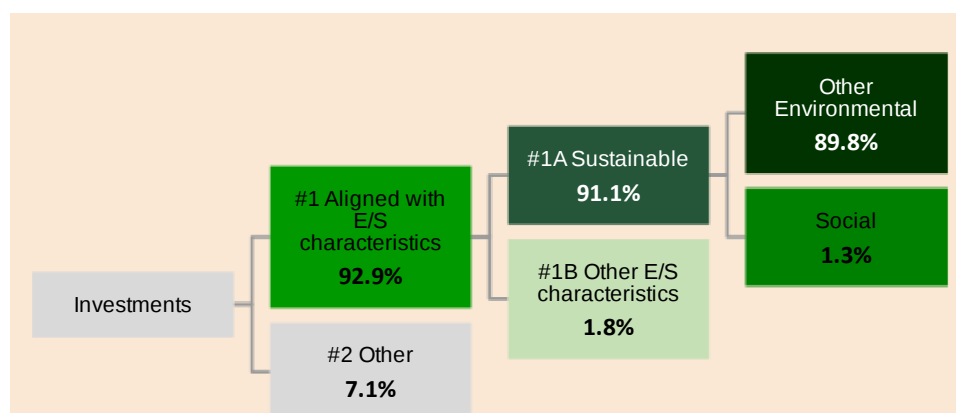 Investments
#1 Aligned with
E/S
characteristics
92.9%
#2 Other
7.1%
#1A Sustainable
91.1%
#1B Other E/S
characteristics
1.8%
Other
Environmental
89.8%
Social
1.3%